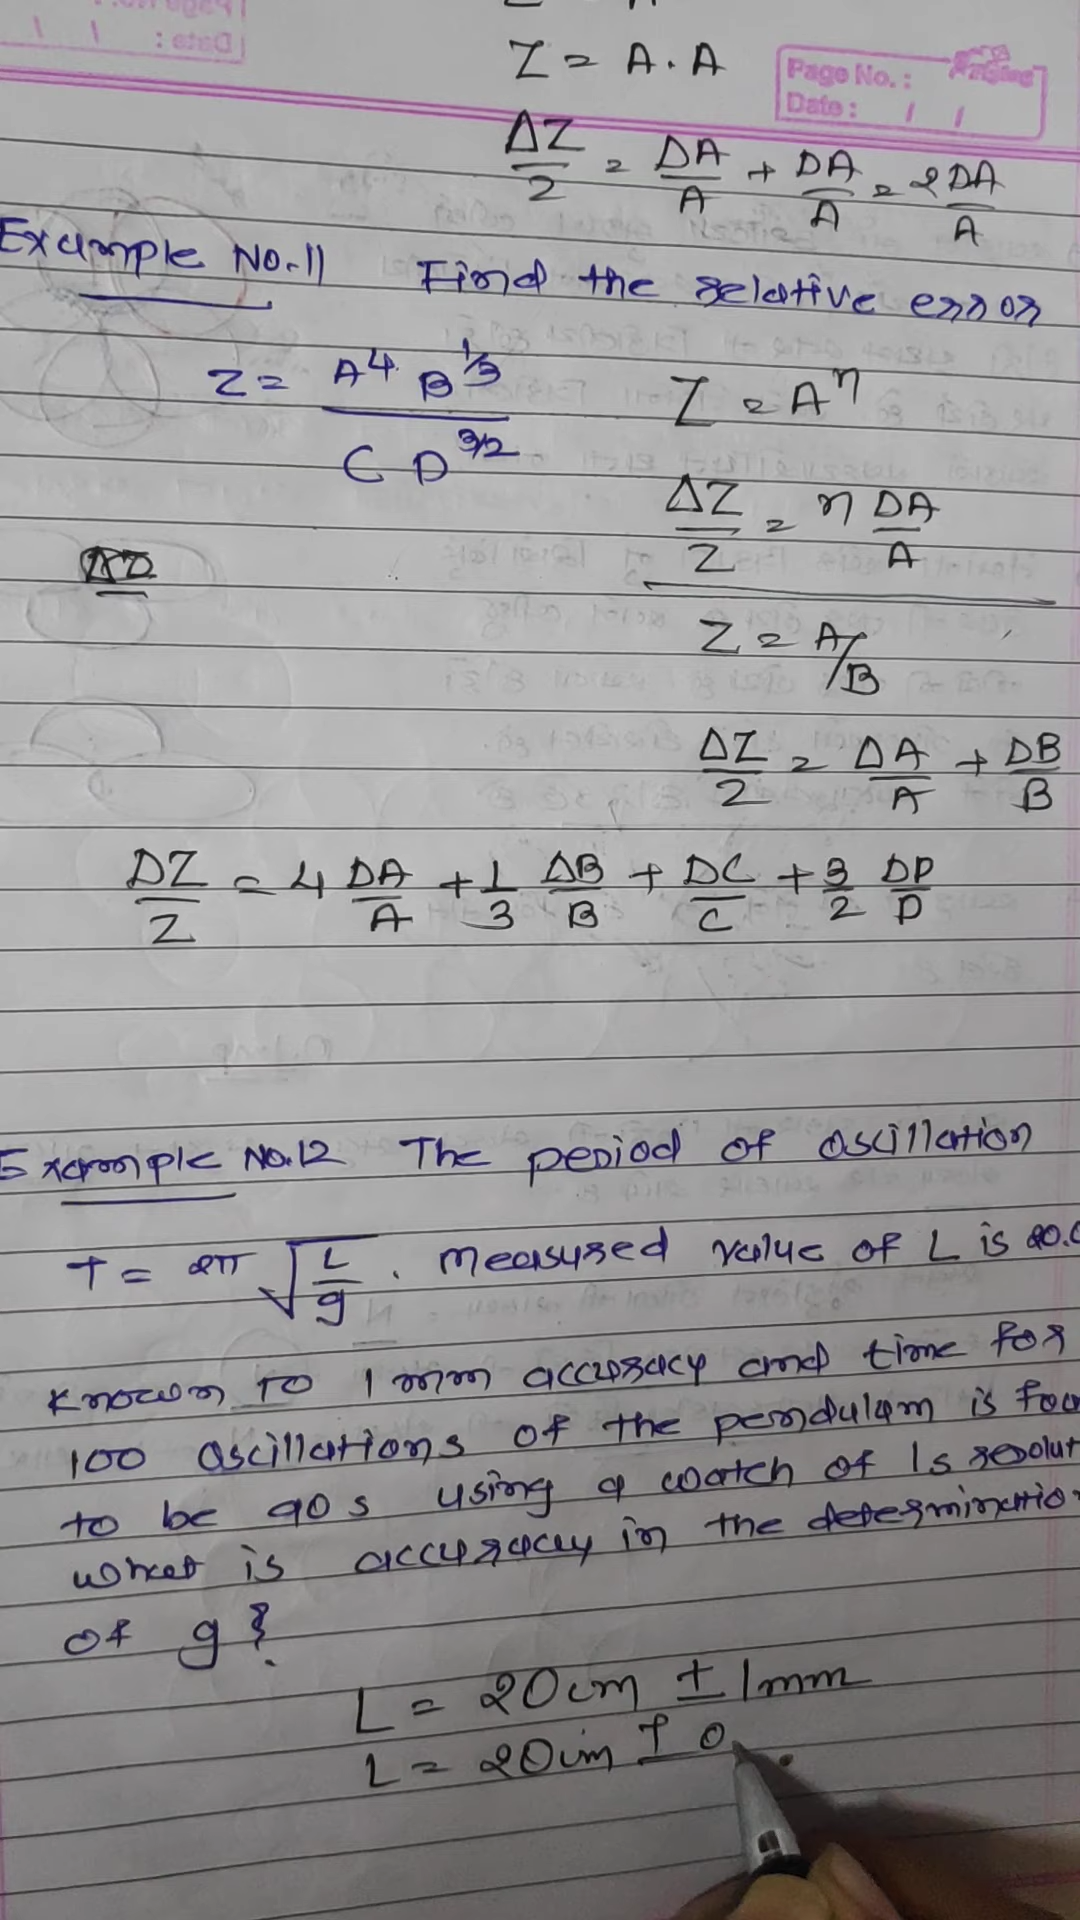 Z = A.A
Page No.:
Date: / /
ΔZ/Z = ΔA/A + ΔA/A = 2ΔA/A
Example No.11 Find the relative error
Z = A⁴ B^1/3 / C D^3/2
Z = Aⁿ
ΔZ/Z = n ΔA/A
Z = A/B
ΔZ/Z = ΔA/A + ΔB/B
ΔZ/Z = 4 ΔA/A + 1/3 ΔB/B + ΔC/C + 3/2 ΔD/D
Example No.12 The period of oscillation
T = 2π √L/g . measured value of L is 20.0
known to 1 mm accuracy and time for
100 oscillations of the pendulam is fou
to be 90 s using a watch of 1s resolut
what is accuracy in the determinatio
of g?
L = 20cm ± 1mm
L = 20cm ± 0.